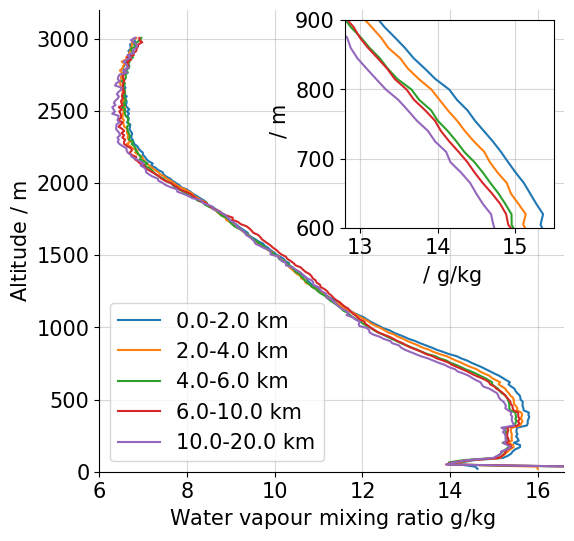 3000
2500
2000
1500
1000
500
0
Altitude / m
6
8
10
12
14
16
Water vapour mixing ratio g/kg
0.0-2.0 km
2.0-4.0 km
4.0-6.0 km
6.0-10.0 km
10.0-20.0 km
900
800
700
600
/ m
13
14
15
/ g/kg